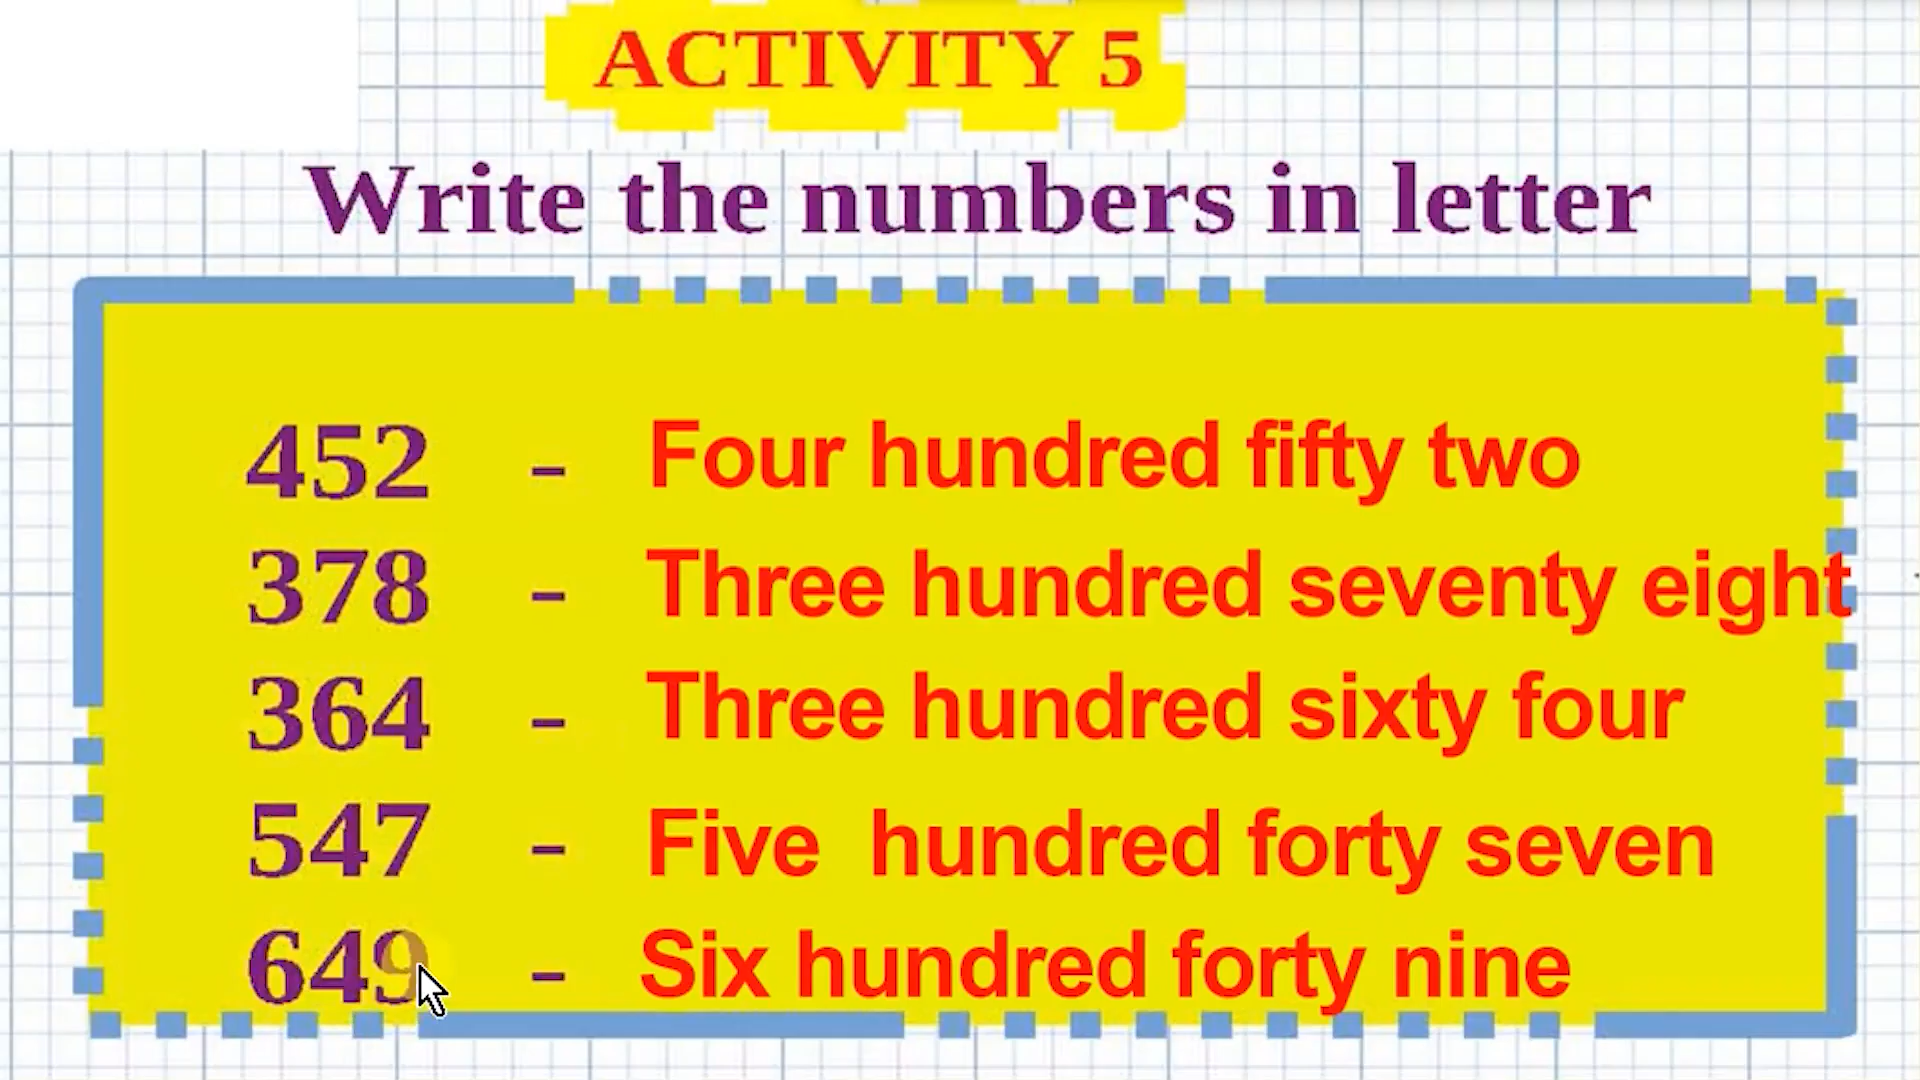 ACTIVITY 5
Write the numbers in letter
452 - Four hundred fifty two
378 - Three hundred seventy eight
364 - Three hundred sixty four
547 - Five hundred forty seven
649 - Six hundred forty nine